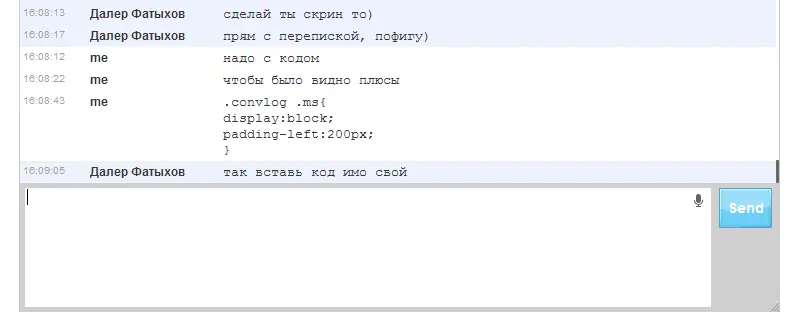 16:08:13 Далер Фатыхов сделай ты скрин то)
16:08:17 Далер Фатыхов прям с перепиской, пофигу)
16:08:12 me надо с кодом
16:08:22 me чтобы было видно плюсы
16:08:43 me .convlog .ms{
display:block;
padding-left:200px;
}
16:09:05 Далер Фатыхов так вставь код имо свой
Send